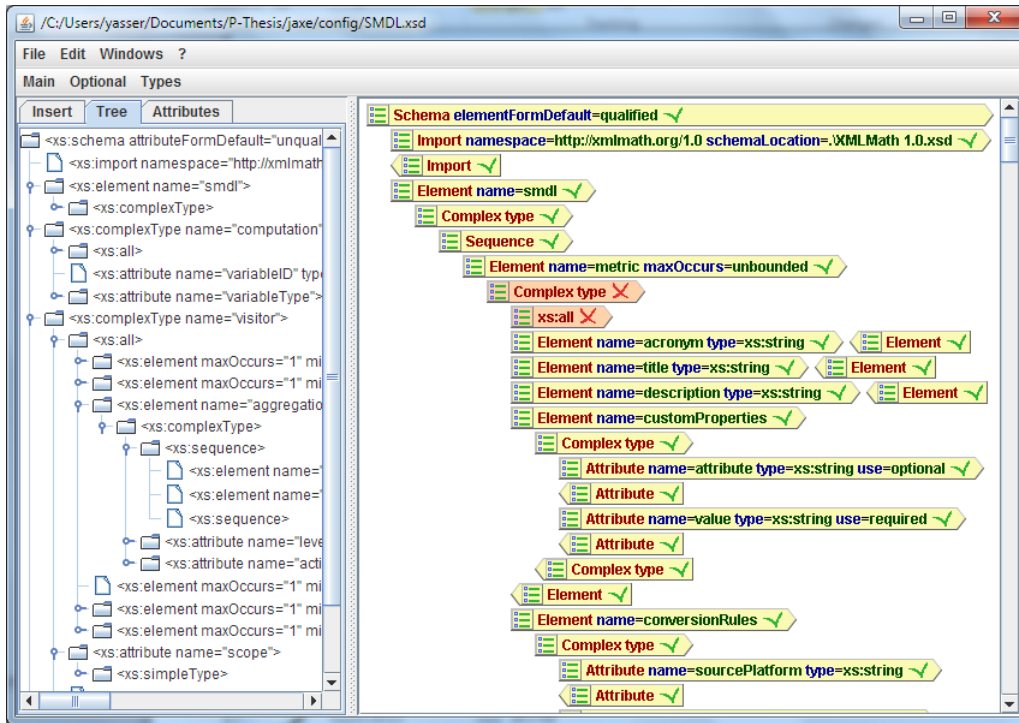 /C:/Users/yasser/Documents/P-Thesis/jaxe/config/SMDL.xsd
File Edit Windows ?
Main Optional Types
Insert Tree Attributes
<xs:schema attributeFormDefault="unqual
<xs:import namespace="http://xmlmath
<xs:element name="smdl">
<xs:complexType>
<xs:complexType name="computation"
<xs:all>
<xs:attribute name="variableID" typ
<xs:attribute name="variableType">
<xs:complexType name="visitor">
<xs:all>
<xs:element maxOccurs="1" mi
<xs:element maxOccurs="1" mi
<xs:element name="aggregatio
<xs:complexType>
<xs:sequence>
<xs:element name="
<xs:element name="
<xs:sequence>
<xs:attribute name="leve
<xs:attribute name="acti
<xs:element maxOccurs="1" mi
<xs:element maxOccurs="1" mi
<xs:element maxOccurs="1" mi
<xs:attribute name="scope">
<xs:simpleType>
Schema elementFormDefault=qualified
Import namespace=http://xmlmath.org/1.0 schemaLocation=.\XMLMath 1.0.xsd
Import
Element name=smdl
Complex type
Sequence
Element name=metric maxOccurs=unbounded
Complex type
xs:all
Element name=acronym type=xs:string Element
Element name=title type=xs:string Element
Element name=description type=xs:string Element
Element name=customProperties
Complex type
Attribute name=attribute type=xs:string use=optional
Attribute
Attribute name=value type=xs:string use=required
Attribute
Complex type
Element
Element name=conversionRules
Complex type
Attribute name=sourcePlatform type=xs:string
Attribute